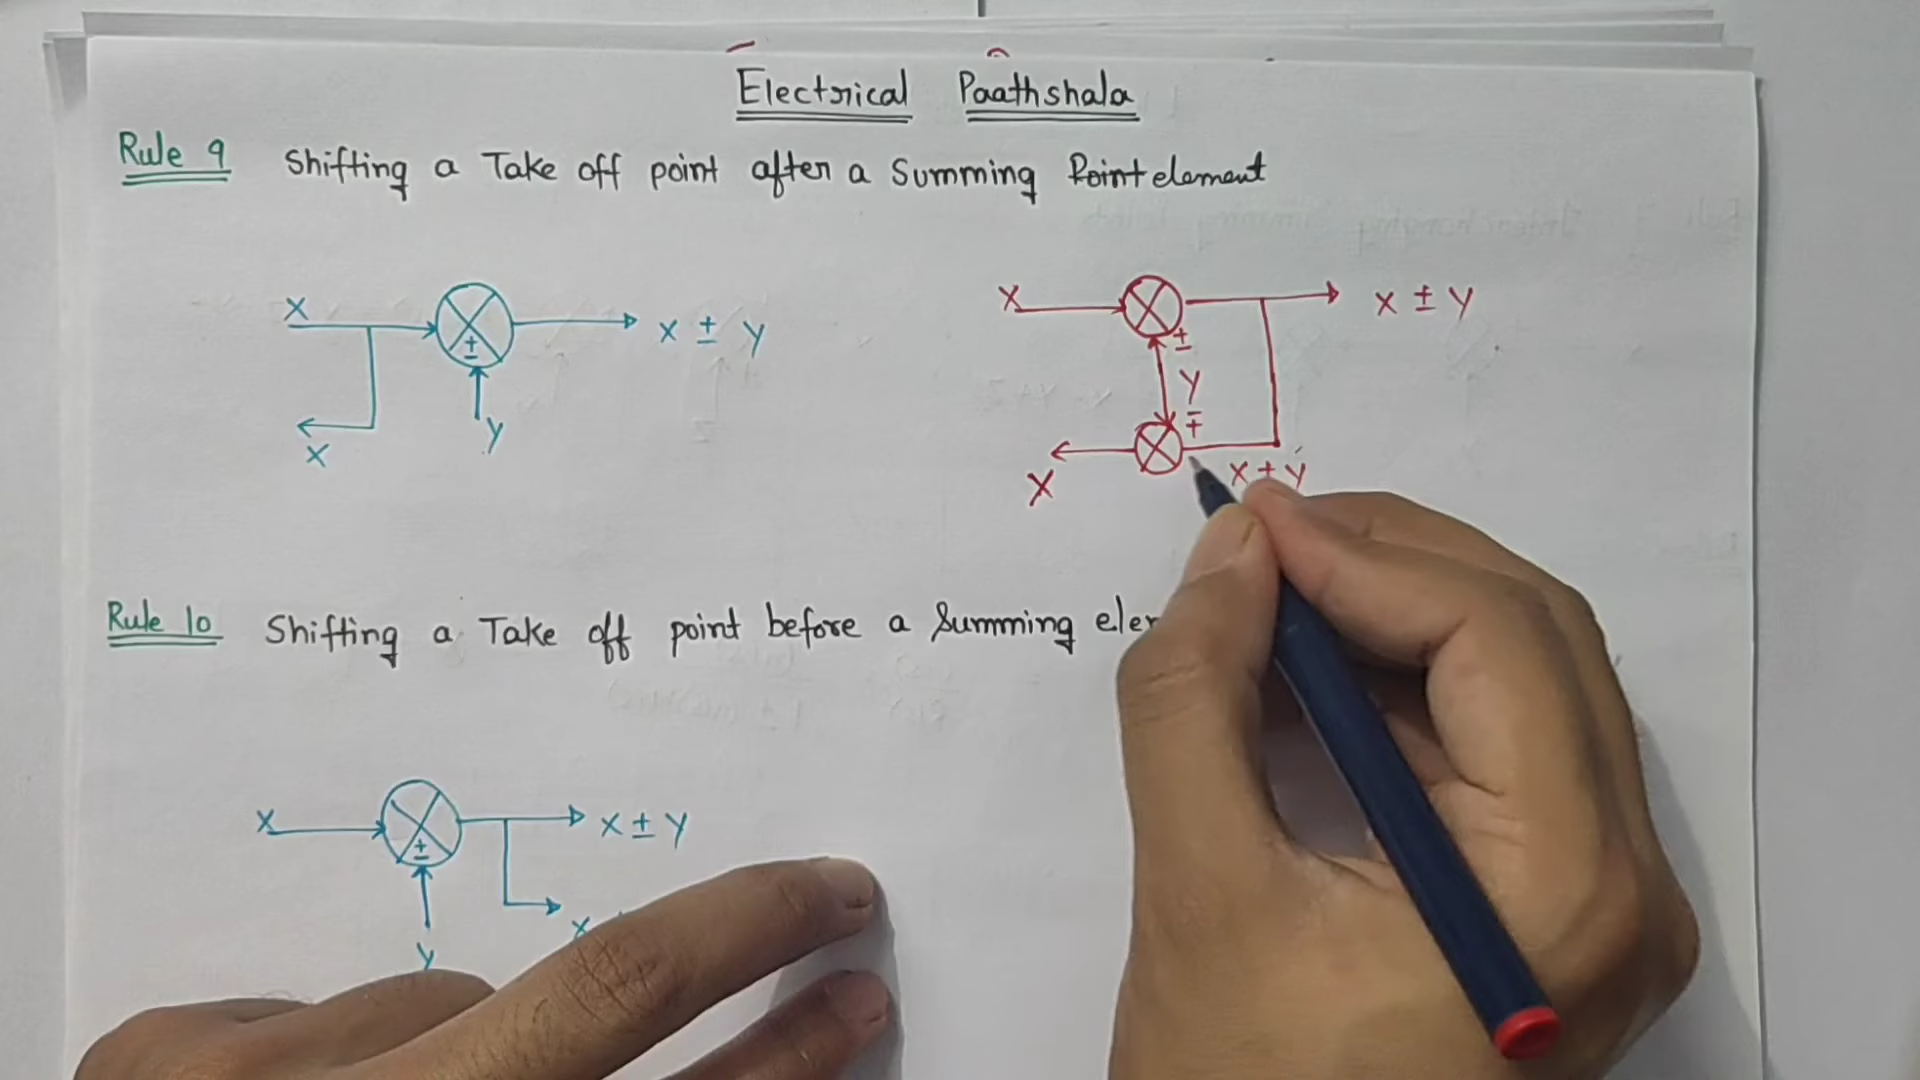 Electrical Paathshala
Rule 9 Shifting a Take off point after a Summing Point element
X
X ± Y
±
X
Y
X
X ± Y
±
Y
∓
X
X ± Y
Rule 10 Shifting a Take off point before a Summing
X
X ± Y
±
X
Y